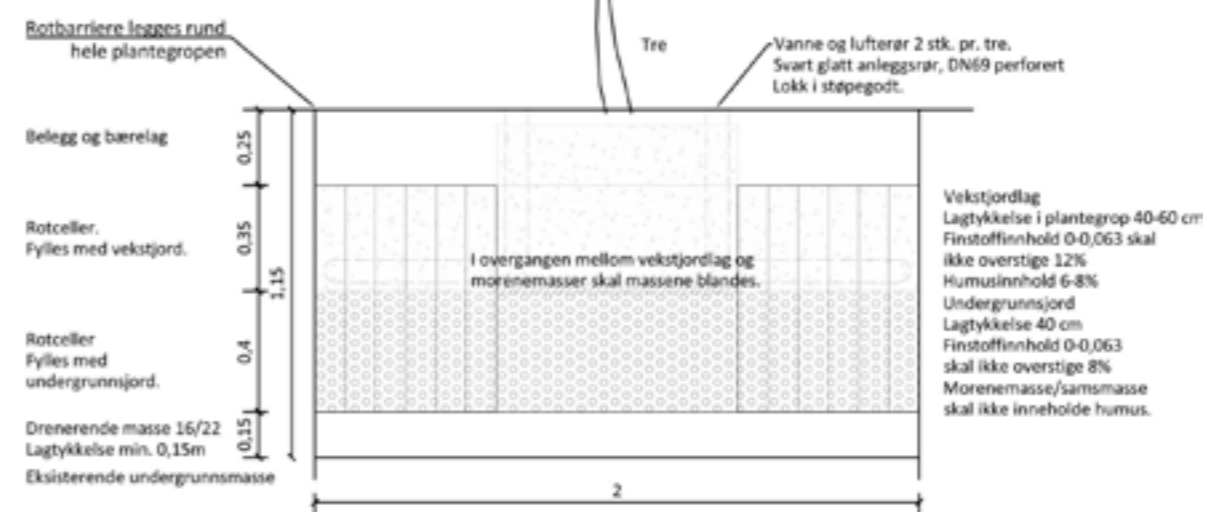 Rotbarriere legges rund
hele plantegropen
Tre
Vanne og lufterør 2 stk. pr. tre.
Svart glatt anleggsrør, DN69 perforert
Lokk i støpegodt.
Belegg og bærelag
0,25
Rotceller.
Fylles med vekstjord.
0,35
1,15
I overgangen mellom vekstjordlag og
morenemasser skal massene blandes.
Rotceller
Fylles med
undergrunnsjord.
0,4
Drenerende masse 16/22
Lagtykkelse min. 0,15m
0,15
Eksisterende undergrunnsmasse
2
Vekstjordlag
Lagtykkelse i plantegrop 40-60 cm
Finstoffinnhold 0-0,063 skal
ikke overstige 12%
Humusinnhold 6-8%
Undergrunnsjord
Lagtykkelse 40 cm
Finstoffinnhold 0-0,063
skal ikke overstige 8%
Morenemasse/samsmasse
skal ikke inneholde humus.